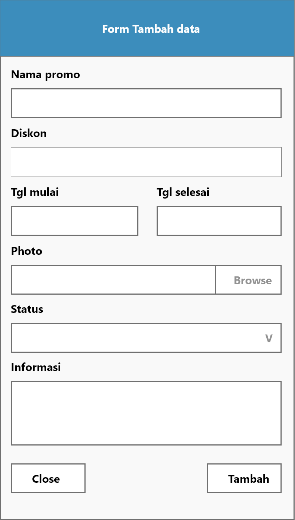 Form Tambah data
Nama promo
Diskon
Tgl mulai Tgl selesai
Photo
Browse
Status
V
Informasi
Close Tambah